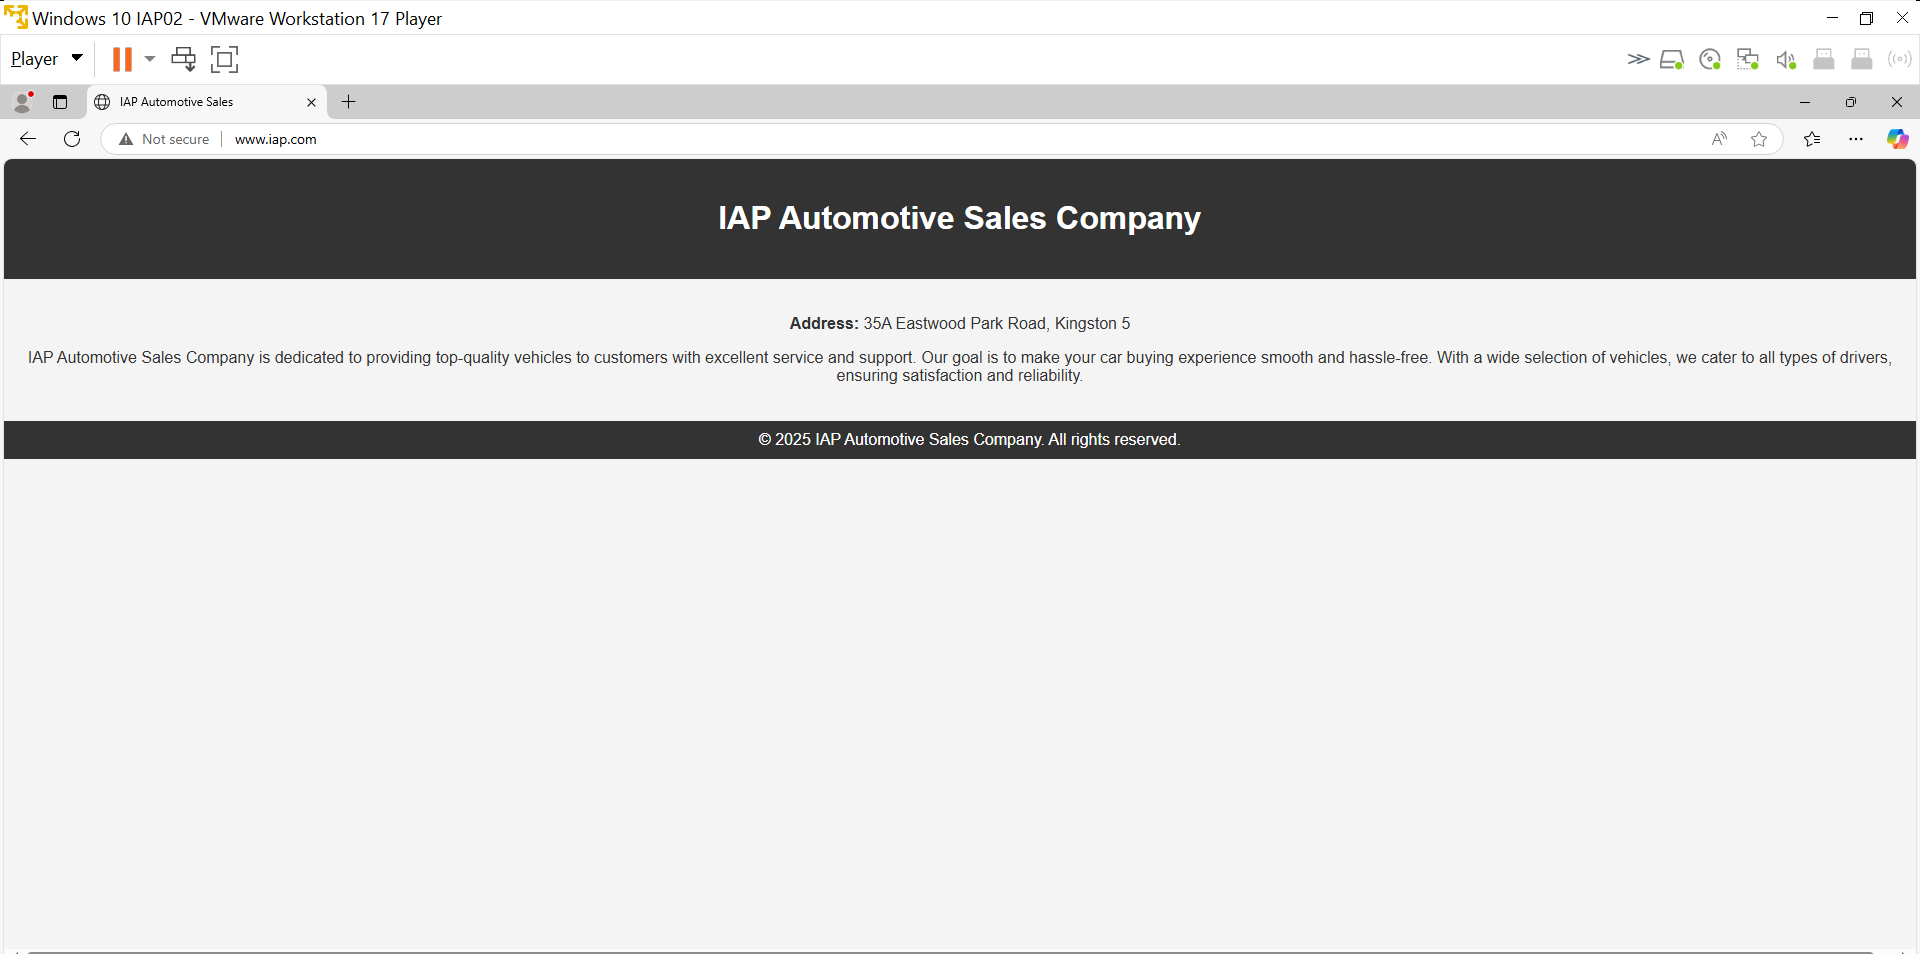 Windows 10 IAP02 - VMware Workstation 17 Player
Player
IAP Automotive Sales
Not secure
www.iap.com
IAP Automotive Sales Company
Address: 35A Eastwood Park Road, Kingston 5
IAP Automotive Sales Company is dedicated to providing top-quality vehicles to customers with excellent service and support. Our goal is to make your car buying experience smooth and hassle-free. With a wide selection of vehicles, we cater to all types of drivers,
ensuring satisfaction and reliability.
© 2025 IAP Automotive Sales Company. All rights reserved.